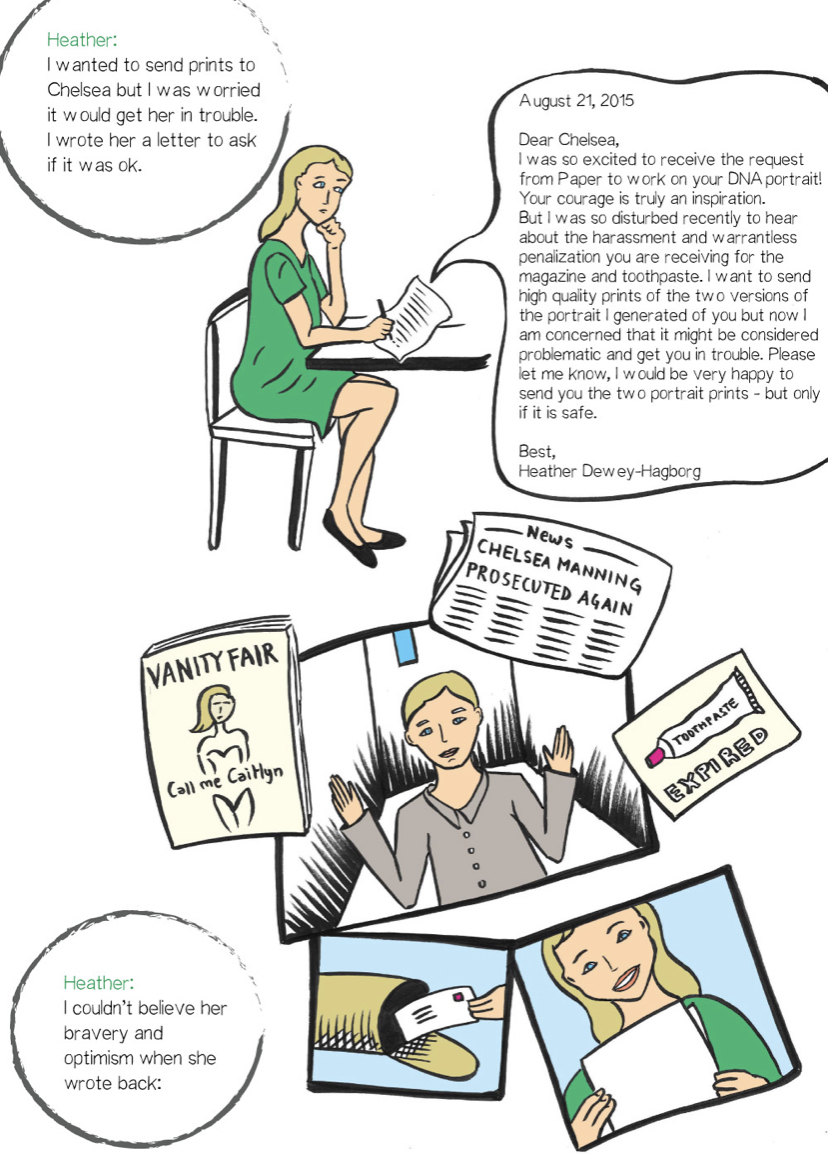 Heather:
I wanted to send prints to
Chelsea but I was worried
it would get her in trouble.
I wrote her a letter to ask
if it was ok.
August 21, 2015
Dear Chelsea,
I was so excited to receive the request
from Paper to work on your DNA portrait!
Your courage is truly an inspiration.
But I was so disturbed recently to hear
about the harassment and warrantless
penalization you are receiving for the
magazine and toothpaste. I want to send
high quality prints of the two versions of
the portrait I generated of you but now I
am concerned that it might be considered
problematic and get you in trouble. Please
let me know, I would be very happy to
send you the two portrait prints - but only
if it is safe.
Best,
Heather Dewey-Hagborg
News
CHELSEA MANNING
PROSECUTED AGAIN
VANITY FAIR
Call me Caitlyn
TOOTHPASTE
EXPIRED
Heather:
I couldn't believe her
bravery and
optimism when she
wrote back: